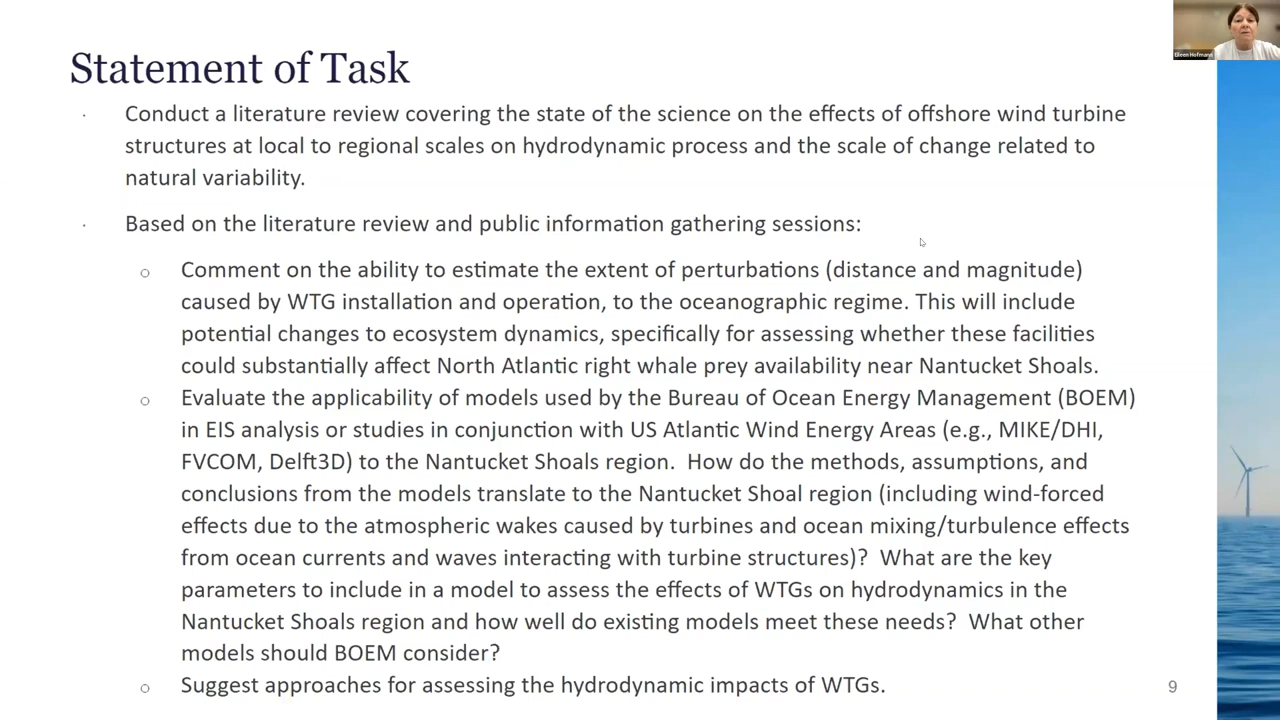 Eileen Hofmann
Statement of Task
· Conduct a literature review covering the state of the science on the effects of offshore wind turbine
structures at local to regional scales on hydrodynamic process and the scale of change related to
natural variability.
· Based on the literature review and public information gathering sessions:
o Comment on the ability to estimate the extent of perturbations (distance and magnitude)
caused by WTG installation and operation, to the oceanographic regime. This will include
potential changes to ecosystem dynamics, specifically for assessing whether these facilities
could substantially affect North Atlantic right whale prey availability near Nantucket Shoals.
o Evaluate the applicability of models used by the Bureau of Ocean Energy Management (BOEM)
in EIS analysis or studies in conjunction with US Atlantic Wind Energy Areas (e.g., MIKE/DHI,
FVCOM, Delft3D) to the Nantucket Shoals region.  How do the methods, assumptions, and
conclusions from the models translate to the Nantucket Shoal region (including wind-forced
effects due to the atmospheric wakes caused by turbines and ocean mixing/turbulence effects
from ocean currents and waves interacting with turbine structures)?  What are the key
parameters to include in a model to assess the effects of WTGs on hydrodynamics in the
Nantucket Shoals region and how well do existing models meet these needs?  What other
models should BOEM consider?
o Suggest approaches for assessing the hydrodynamic impacts of WTGs.
9